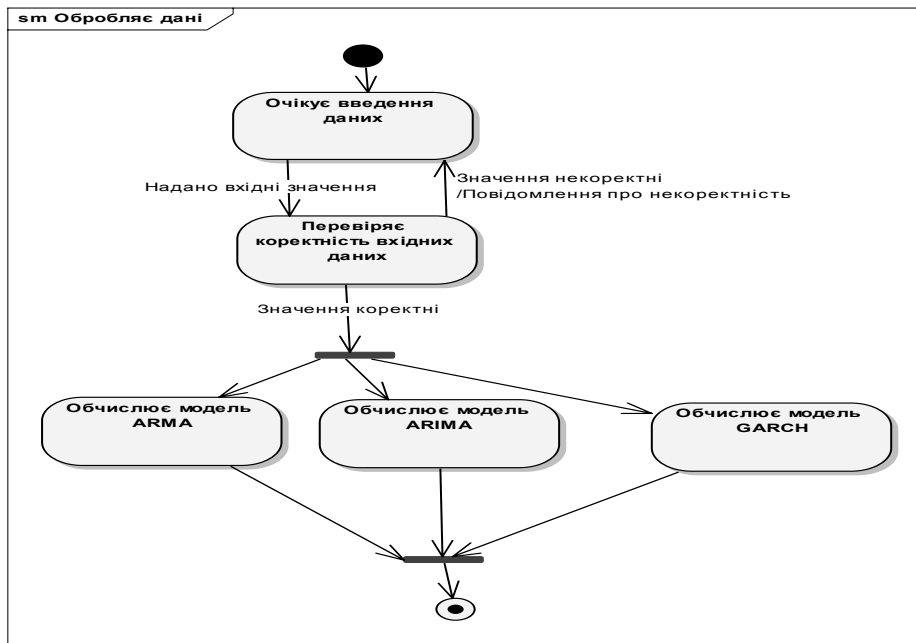 sm Обробляє дані
Очікує введення
даних
Значення некоректні
/Повідомлення про некоректність
Надано вхідні значення
Перевіряє
коректність вхідних
даних
Значення коректні
Обчислює модель
ARMA
Обчислює модель
ARIMA
Обчислює модель
GARCH